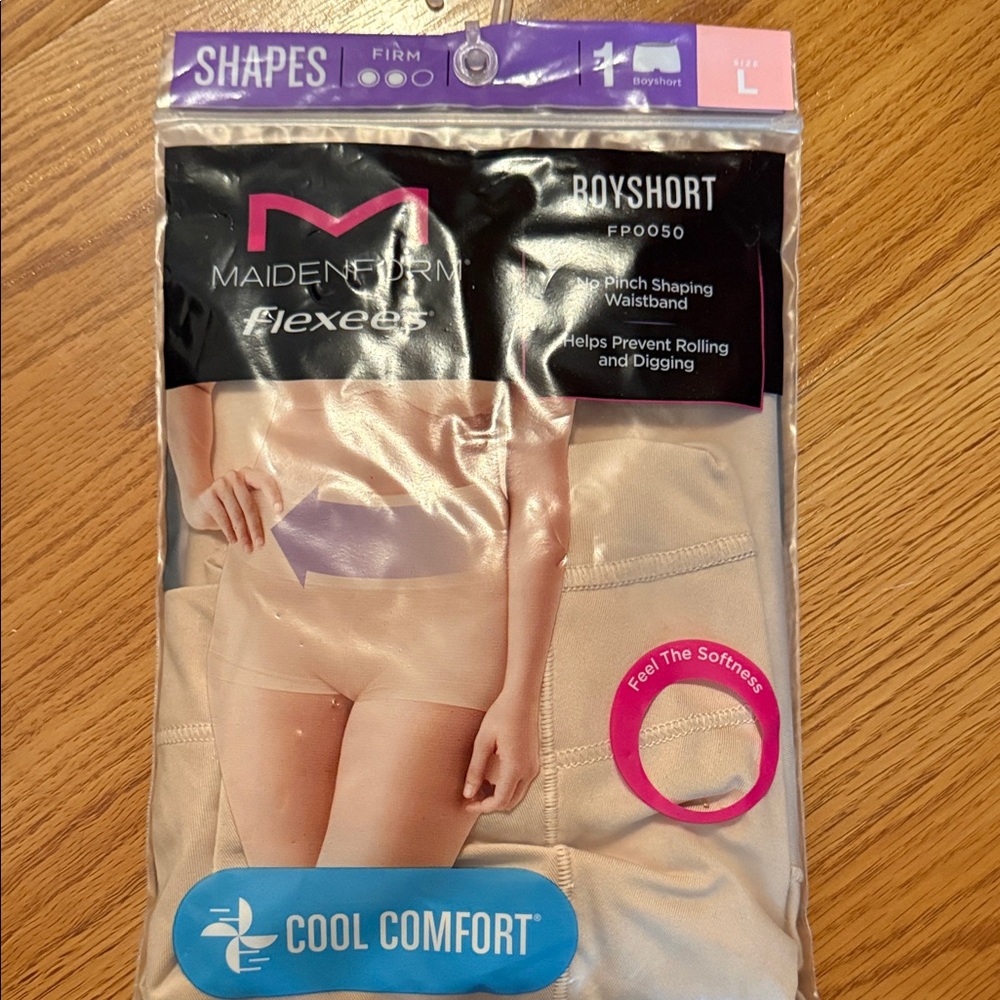 SHAPES
FIRM
1
Boyshort
SIZE
L
MAIDENFORM®
flexees®
BOYSHORT
FP0050
No Pinch Shaping
Waistband
Helps Prevent Rolling
and Digging
Feel The Softness
COOL COMFORT®